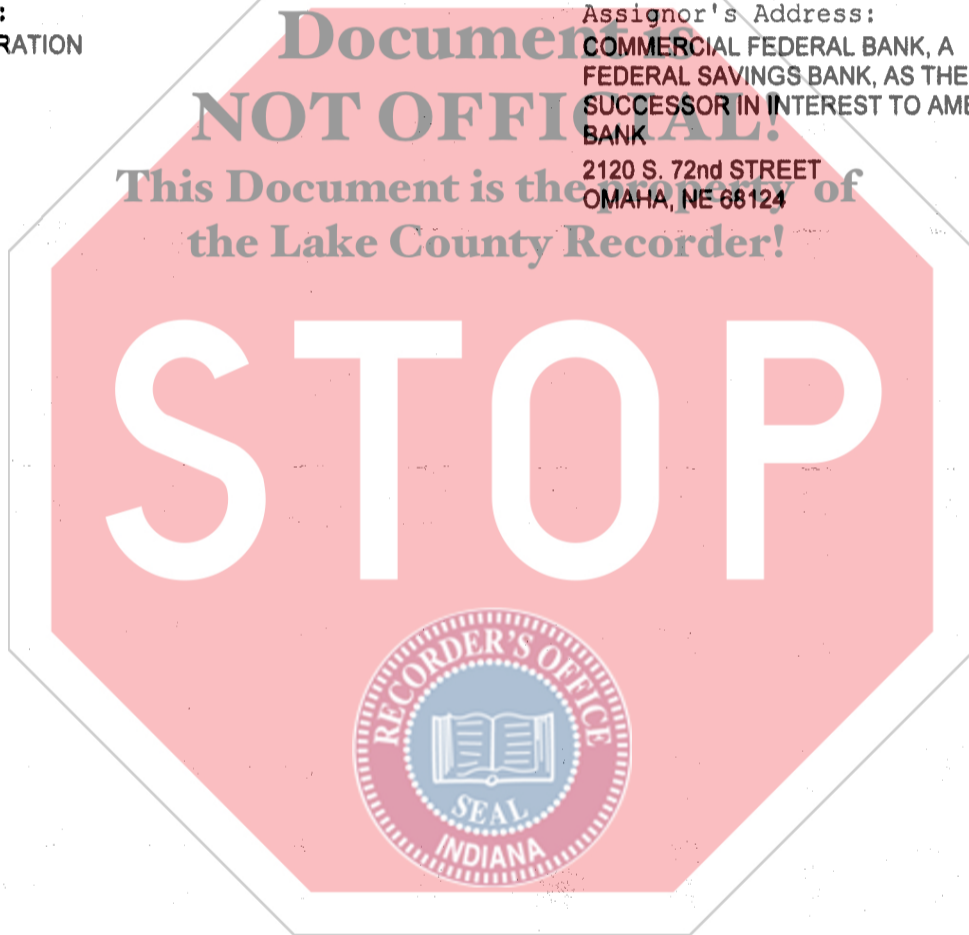 :
RATION
Assignor's Address:
COMMERCIAL FEDERAL BANK, A
FEDERAL SAVINGS BANK, AS THE
SUCCESSOR IN INTEREST TO AME
BANK
2120 S. 72nd STREET
OMAHA, NE 68124
Document is
NOT OFFICIAL!
This Document is the property of
the Lake County Recorder!
STOP
RECORDER'S OFFICE
SEAL
INDIANA